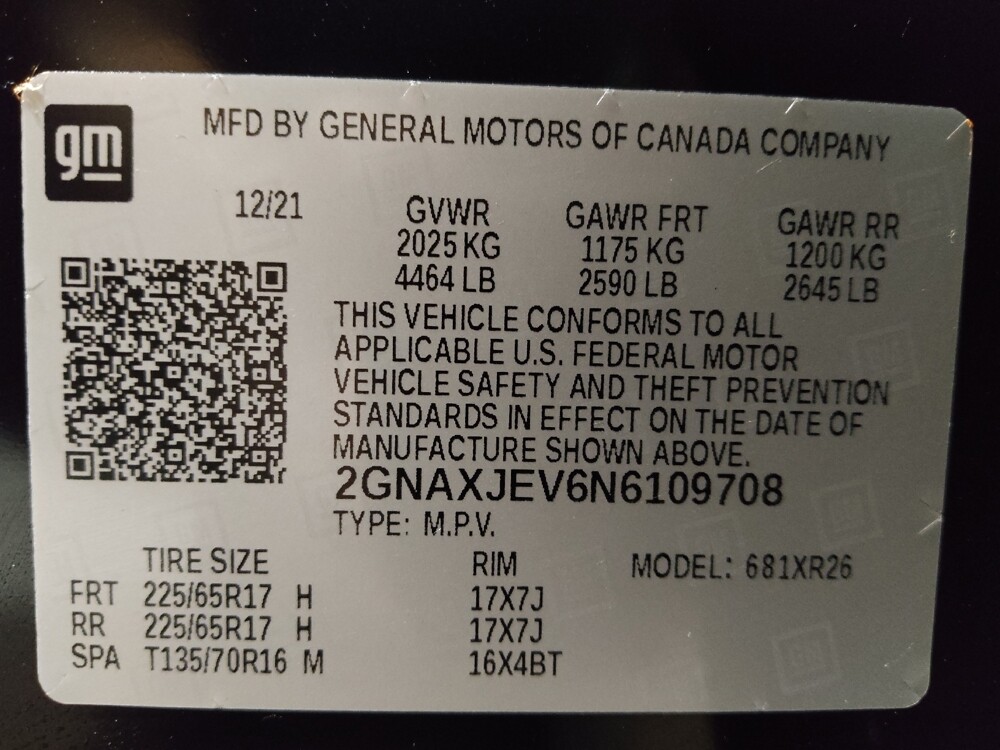 gm
MFD BY GENERAL MOTORS OF CANADA COMPANY
12/21 GVWR GAWR FRT GAWR RR
2025 KG 1175 KG 1200 KG
4464 LB 2590 LB 2645 LB
THIS VEHICLE CONFORMS TO ALL
APPLICABLE U.S. FEDERAL MOTOR
VEHICLE SAFETY AND THEFT PREVENTION
STANDARDS IN EFFECT ON THE DATE OF
MANUFACTURE SHOWN ABOVE.
2GNAXJEV6N6109708
TYPE: M.P.V.
TIRE SIZE RIM MODEL: 681XR26
FRT 225/65R17 H 17X7J
RR 225/65R17 H 17X7J
SPA T135/70R16 M 16X4BT